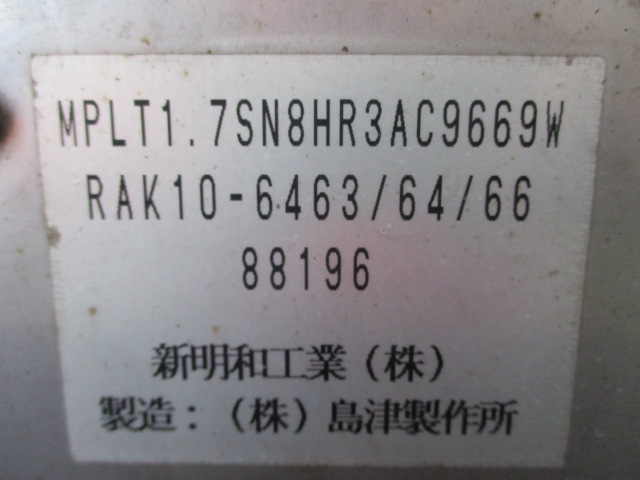 MPLT1.7SN8HR3AC9669W
RAK10-6463/64/66
88196
新明和工業(株)
製造:(株)島津製作所